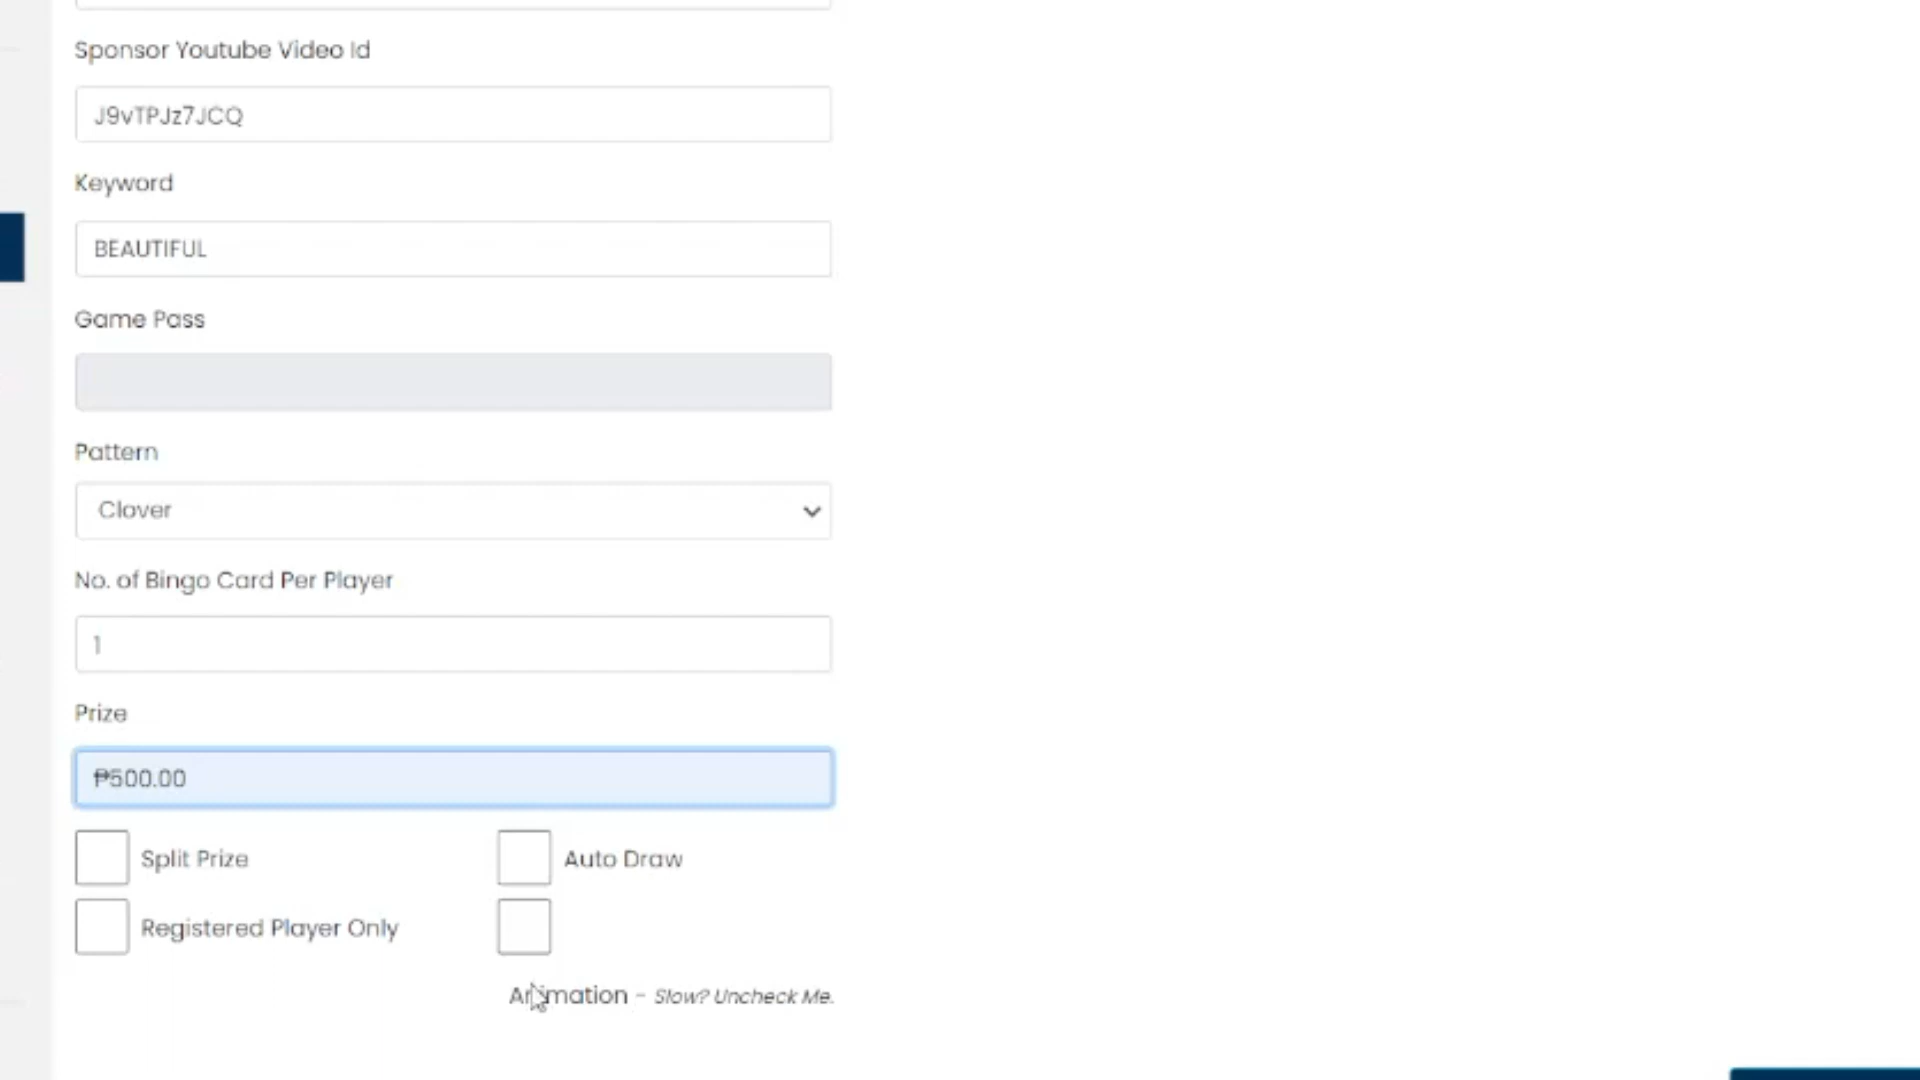 Sponsor Youtube Video Id
J9vTPJz7JCQ
Keyword
BEAUTIFUL
Game Pass
Pattern
Clover
No. of Bingo Card Per Player
1
Prize
₱500.00
Split Prize
Auto Draw
Registered Player Only
Animation - Slow? Uncheck Me.